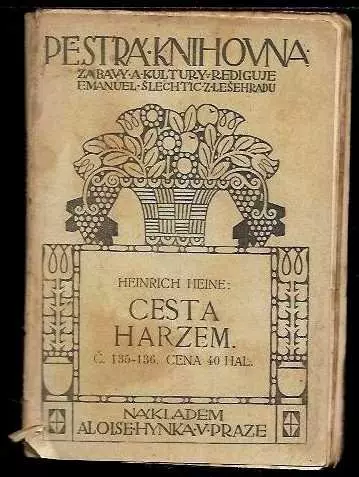 PESTRÁ·KNIHOVNA·
ZÁBAVY·A·KULTURY·REDIGUJE
EMANUEL·ŠLECHTIC·Z·LEŠEHRADU
HEINRICH HEINE:
CESTA
HARZEM.
Č. 135-136. CENA 40 HAL.
NÁKLADEM
ALOISE·HYNKA·V·PRAZE